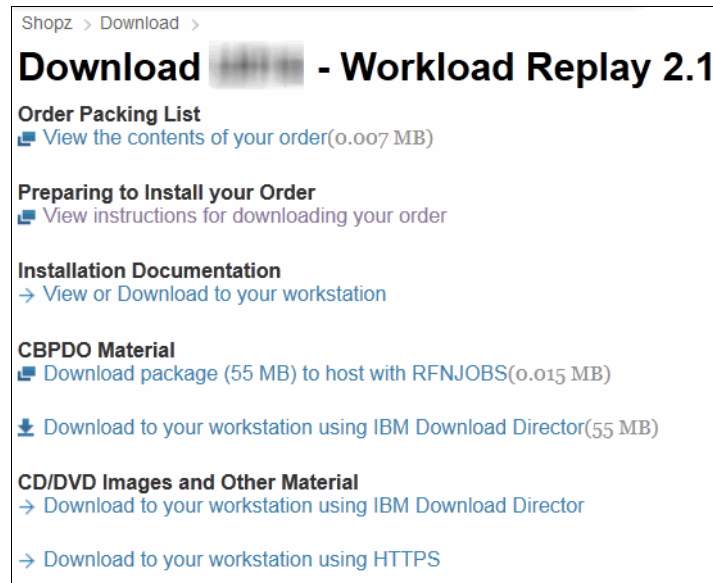 Shopz > Download >
Download - Workload Replay 2.1
Order Packing List
View the contents of your order(0.007 MB)
Preparing to Install your Order
View instructions for downloading your order
Installation Documentation
→ View or Download to your workstation
CBPDO Material
Download package (55 MB) to host with RFNJOBS(0.015 MB)
Download to your workstation using IBM Download Director(55 MB)
CD/DVD Images and Other Material
→ Download to your workstation using IBM Download Director
→ Download to your workstation using HTTPS